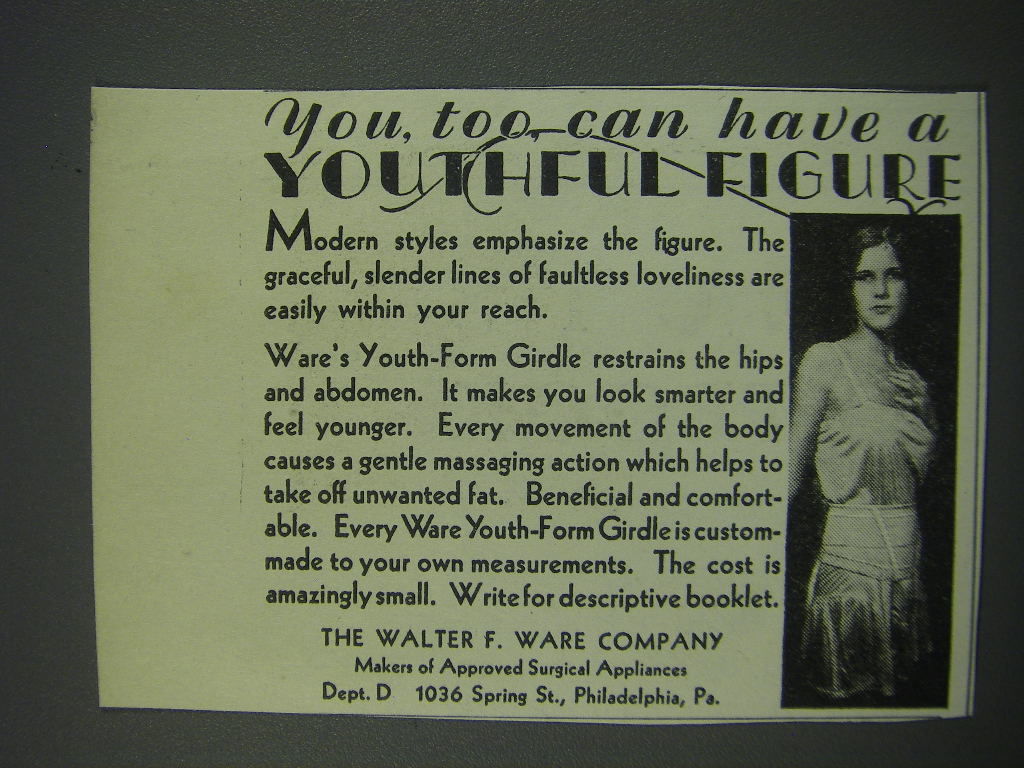 You, too, can have a
YOUTHFUL FIGURE
Modern styles emphasize the figure. The
graceful, slender lines of faultless loveliness are
easily within your reach.
Ware's Youth-Form Girdle restrains the hips
and abdomen. It makes you look smarter and
feel younger. Every movement of the body
causes a gentle massaging action which helps to
take off unwanted fat. Beneficial and comfort-
able. Every Ware Youth-Form Girdle is custom-
made to your own measurements. The cost is
amazingly small. Write for descriptive booklet.
THE WALTER F. WARE COMPANY
Makers of Approved Surgical Appliances
Dept. D 1036 Spring St., Philadelphia, Pa.